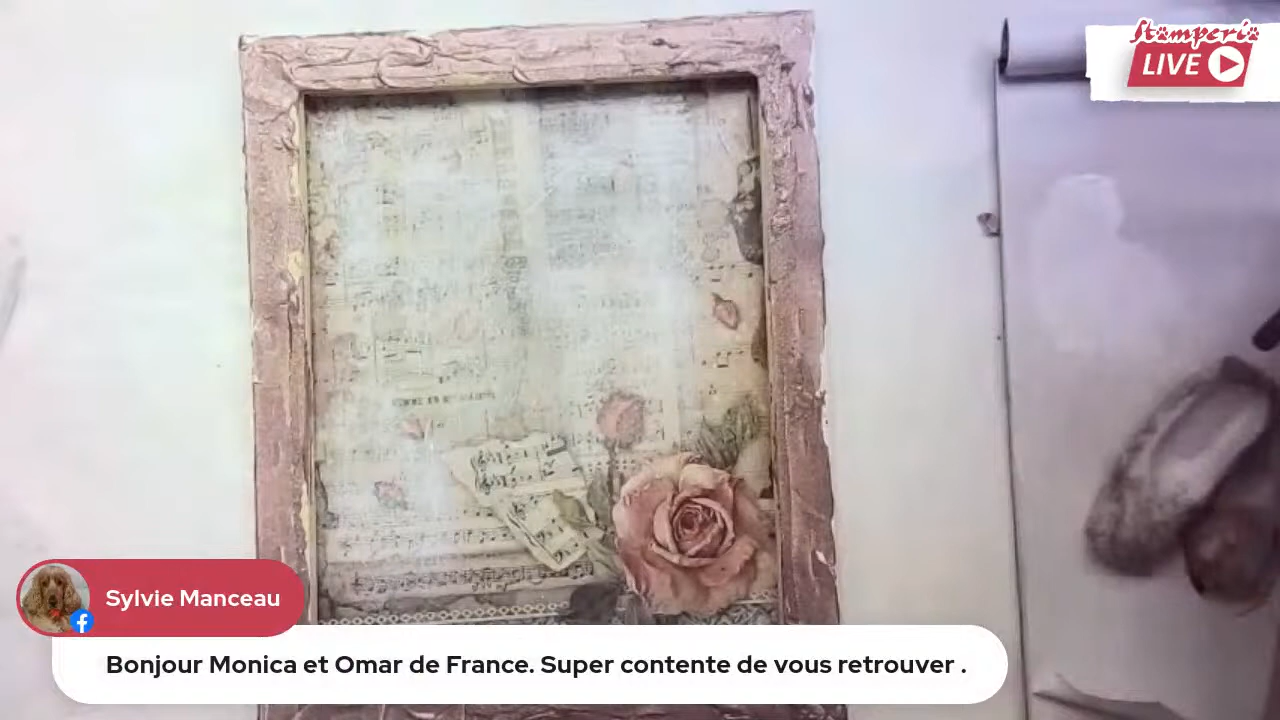 Stamperia
LIVE
Sylvie Manceau
Bonjour Monica et Omar de France. Super contente de vous retrouver .